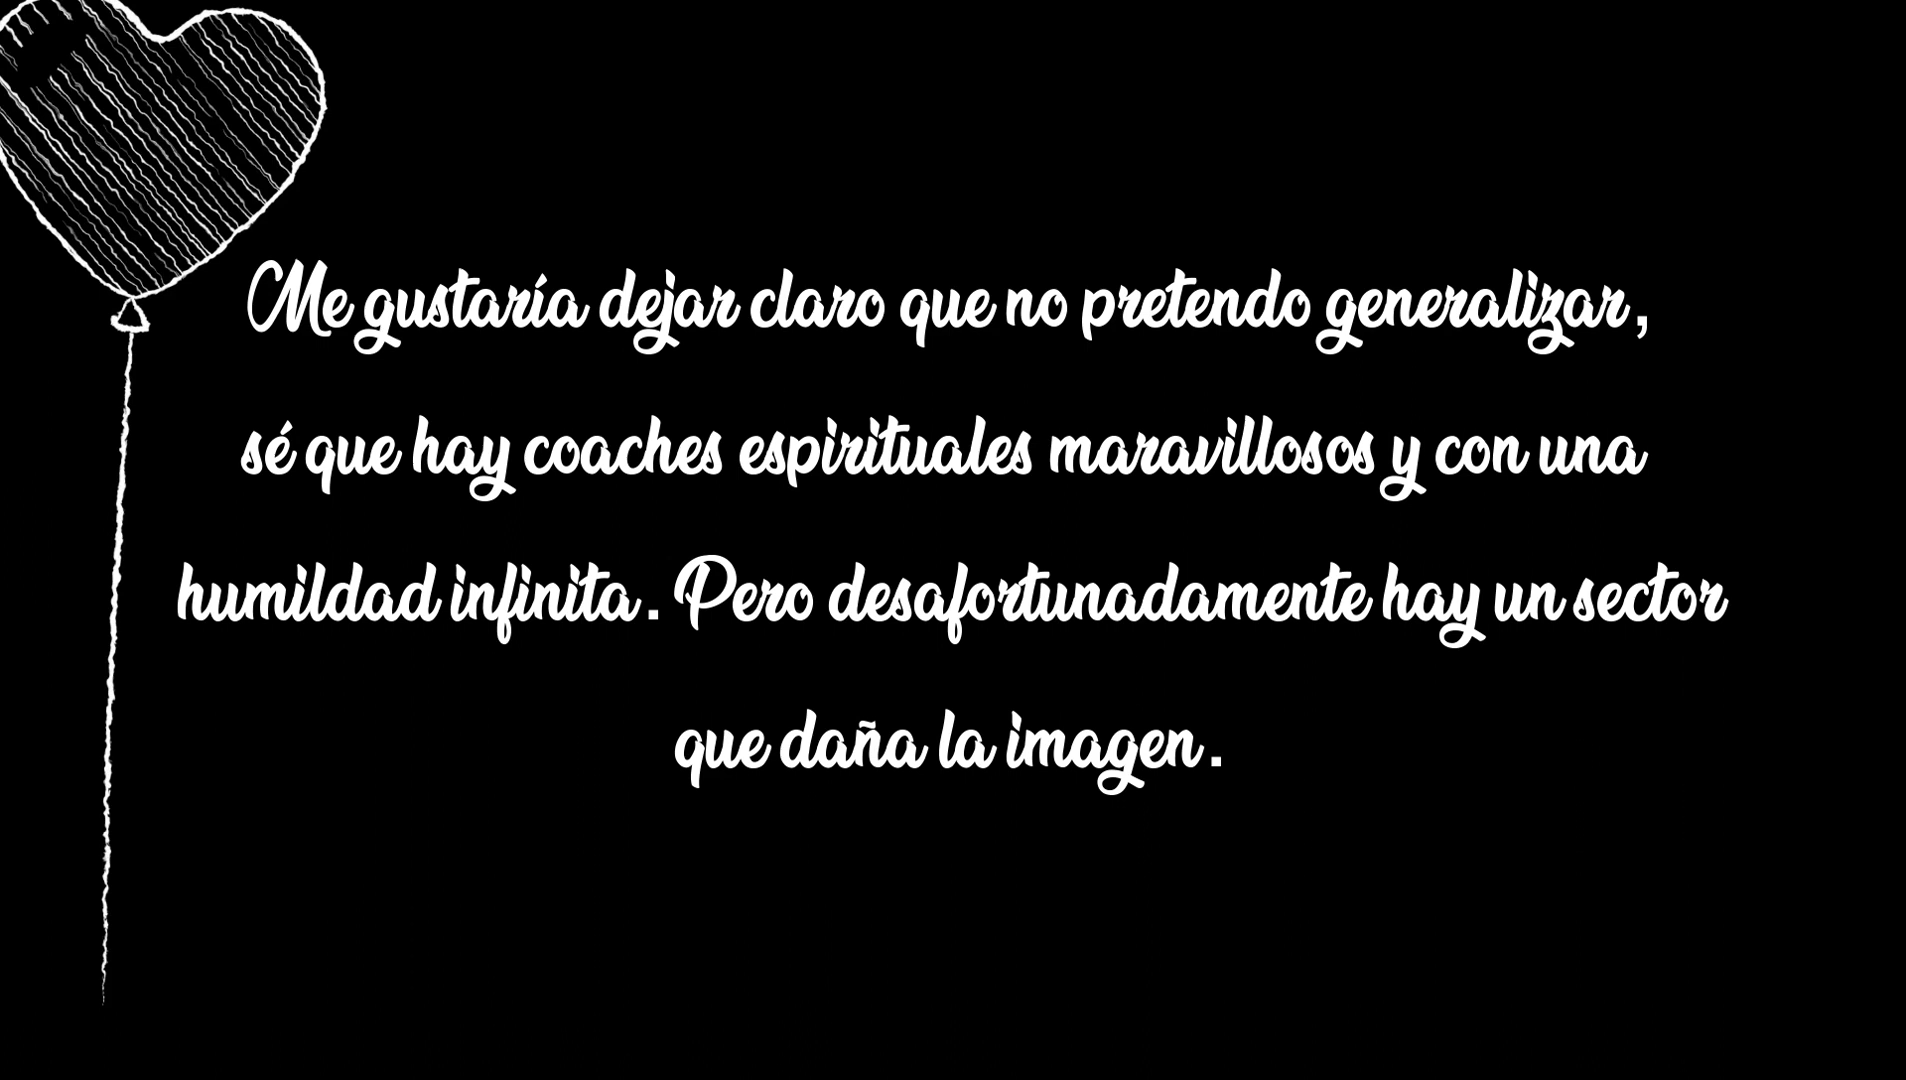 Me gustaría dejar claro que no pretendo generalizar,
sé que hay coaches espirituales maravillosos y con una
humildad infinita. Pero desafortunadamente hay un sector
que daña la imagen.